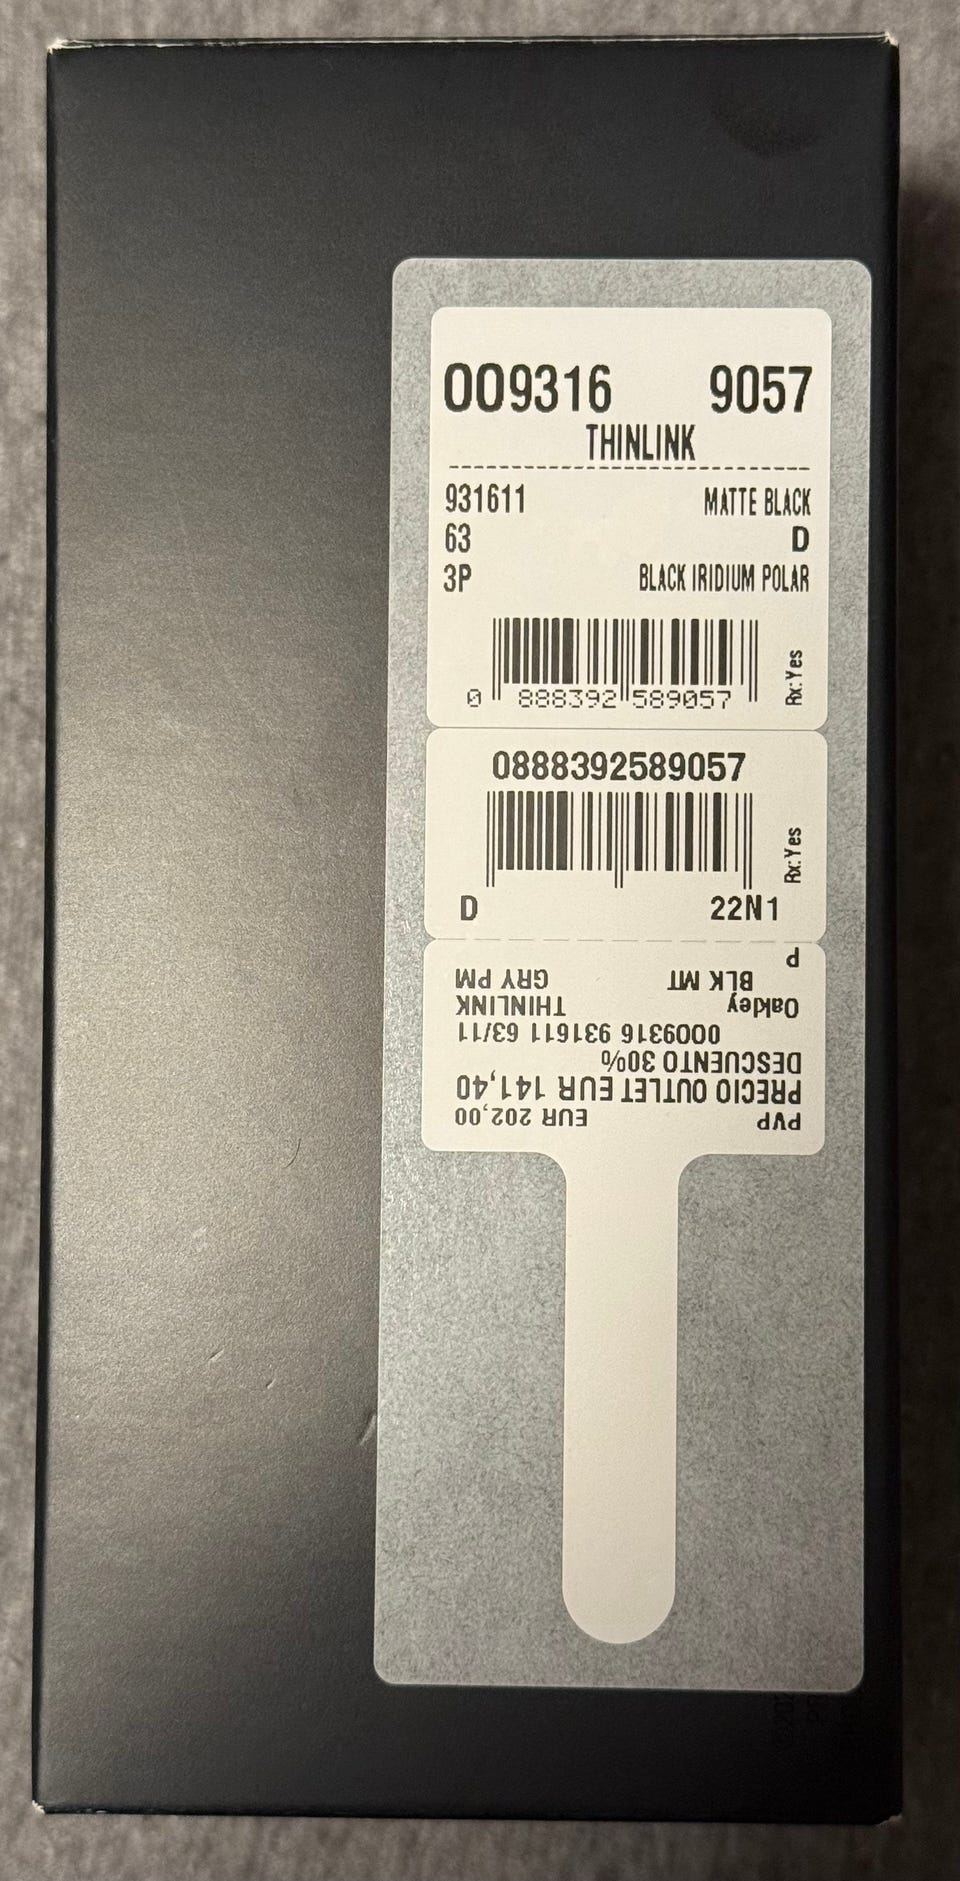 OO9316 9057
THINLINK
931611 MATTE BLACK
63 D
3P BLACK IRIDIUM POLAR
0 888392 589057
Rx:Yes
0888392589057
Rx:Yes
D 22N1
PVP EUR 202,00
PRECIO OUTLET EUR 141,40
DESCUENTO 30%
0009316 931611 63/11
Oakley THINLINK
BLK MT GRY PM
P